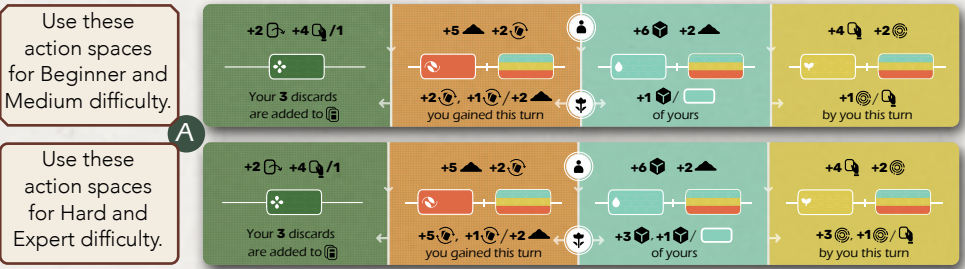 Use these
action spaces
for Beginner and
Medium difficulty.
+2 +4 /1
Your 3 discards
are added to
+5 +2
+2 , +1 /+2
you gained this turn
+6 +2
+1 /
of yours
+4 +2
+1 /
by you this turn
A
Use these
action spaces
for Hard and
Expert difficulty.
+2 +4 /1
Your 3 discards
are added to
+5 +2
+5 , +1 /+2
you gained this turn
+6 +2
+3 , +1 /
of yours
+4 +2
+3 , +1 /
by you this turn